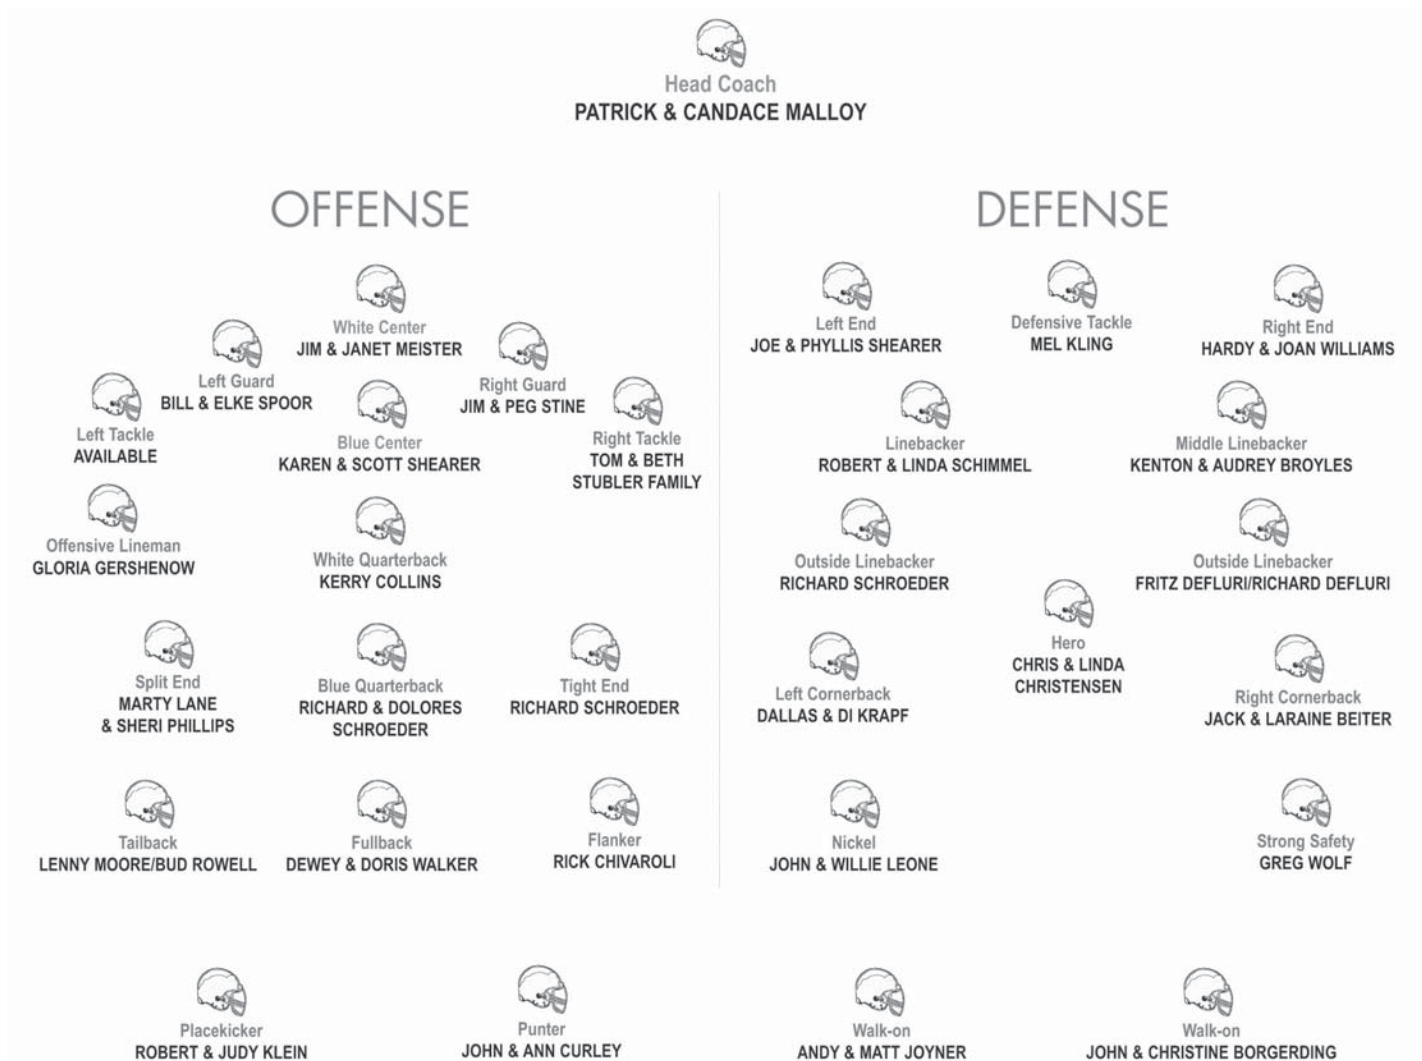 Head Coach
PATRICK & CANDACE MALLOY
OFFENSE
White Center
JIM & JANET MEISTER
Left Guard
BILL & ELKE SPOOR
Right Guard
JIM & PEG STINE
Left Tackle
AVAILABLE
Blue Center
KAREN & SCOTT SHEARER
Right Tackle
TOM & BETH
STUBLER FAMILY
Offensive Lineman
GLORIA GERSHENOW
White Quarterback
KERRY COLLINS
Split End
MARTY LANE
& SHERI PHILLIPS
Blue Quarterback
RICHARD & DOLORES
SCHROEDER
Tight End
RICHARD SCHROEDER
Tailback
LENNY MOORE/BUD ROWELL
Fullback
DEWEY & DORIS WALKER
Flanker
RICK CHIVAROLI
DEFENSE
Left End
JOE & PHYLLIS SHEARER
Defensive Tackle
MEL KLING
Right End
HARDY & JOAN WILLIAMS
Linebacker
ROBERT & LINDA SCHIMMEL
Middle Linebacker
KENTON & AUDREY BROYLES
Outside Linebacker
RICHARD SCHROEDER
Outside Linebacker
FRITZ DEFLURI/RICHARD DEFLURI
Hero
CHRIS & LINDA
CHRISTENSEN
Left Cornerback
DALLAS & DI KRAPF
Right Cornerback
JACK & LARAINE BEITER
Nickel
JOHN & WILLIE LEONE
Strong Safety
GREG WOLF
Placekicker
ROBERT & JUDY KLEIN
Punter
JOHN & ANN CURLEY
Walk-on
ANDY & MATT JOYNER
Walk-on
JOHN & CHRISTINE BORGERDING